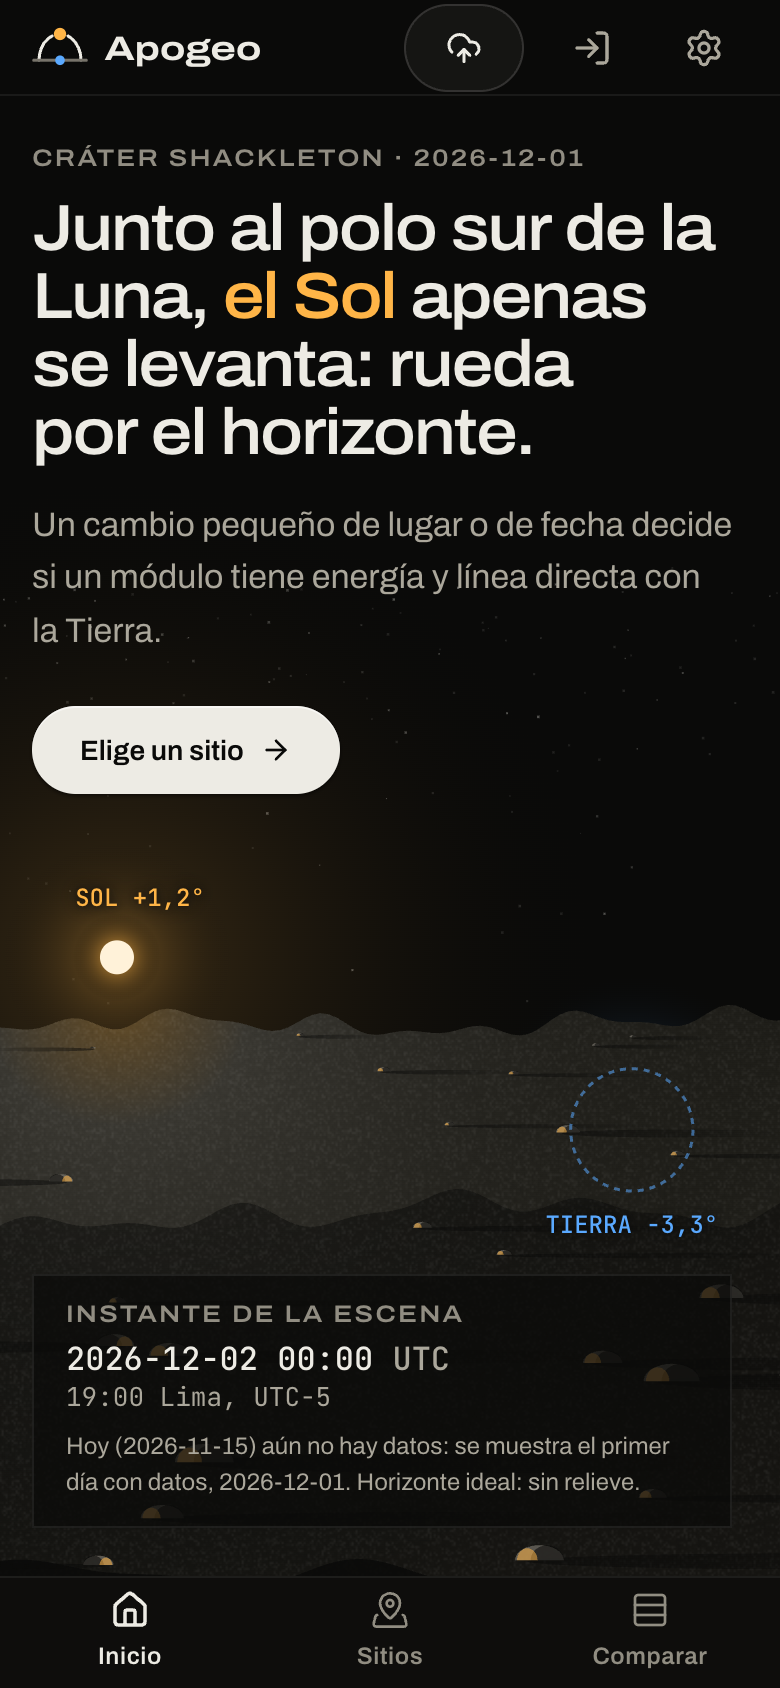 Apogeo
CRÁTER SHACKLETON · 2026-12-01
Junto al polo sur de la
Luna, el Sol apenas
se levanta: rueda
por el horizonte.
Un cambio pequeño de lugar o de fecha decide
si un módulo tiene energía y línea directa con
la Tierra.
Elige un sitio
SOL +1,2°
TIERRA -3,3°
INSTANTE DE LA ESCENA
2026-12-02 00:00 UTC
19:00 Lima, UTC-5
Hoy (2026-11-15) aún no hay datos: se muestra el primer
día con datos, 2026-12-01. Horizonte ideal: sin relieve.
Inicio
Sitios
Comparar